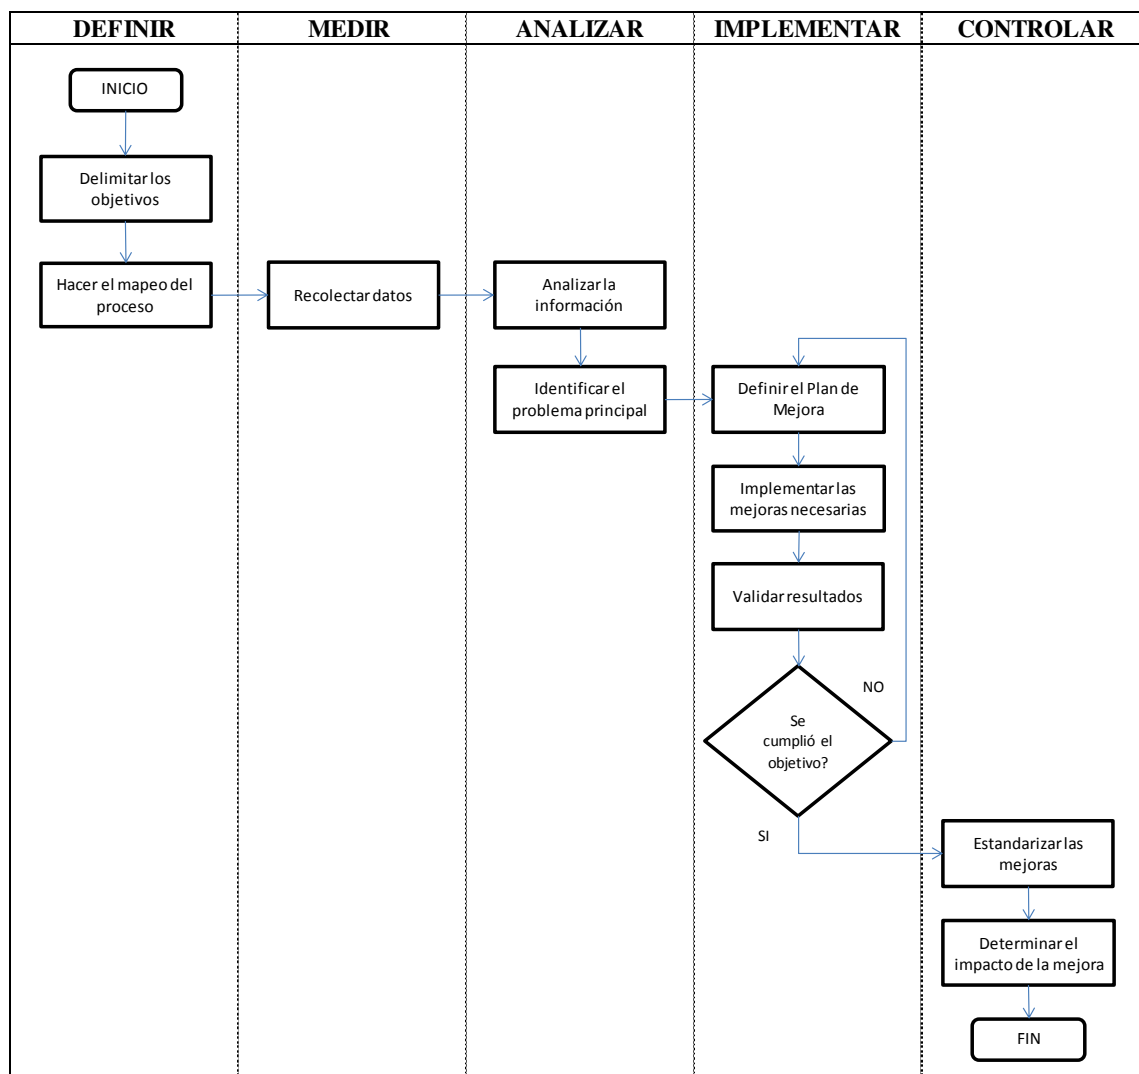 DEFINIR
MEDIR
ANALIZAR
IMPLEMENTAR
CONTROLAR
INICIO
Delimitar los
objetivos
Hacer el mapeo del
proceso
Recolectar datos
Analizar la
información
Identificar el
problema principal
Definir el Plan de
Mejora
Implementar las
mejoras necesarias
Validar resultados
Se
cumplió el
objetivo?
NO
SI
Estandarizar las
mejoras
Determinar el
impacto de la mejora
FIN